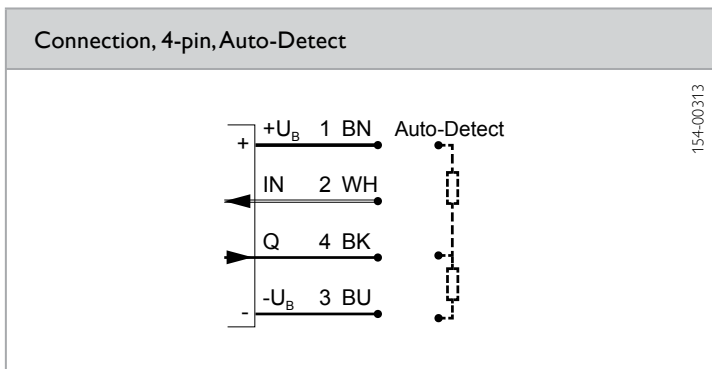 Connection, 4-pin, Auto-Detect
154-00313
+UB 1 BN Auto-Detect
+
IN 2 WH
Q 4 BK
-UB 3 BU
-